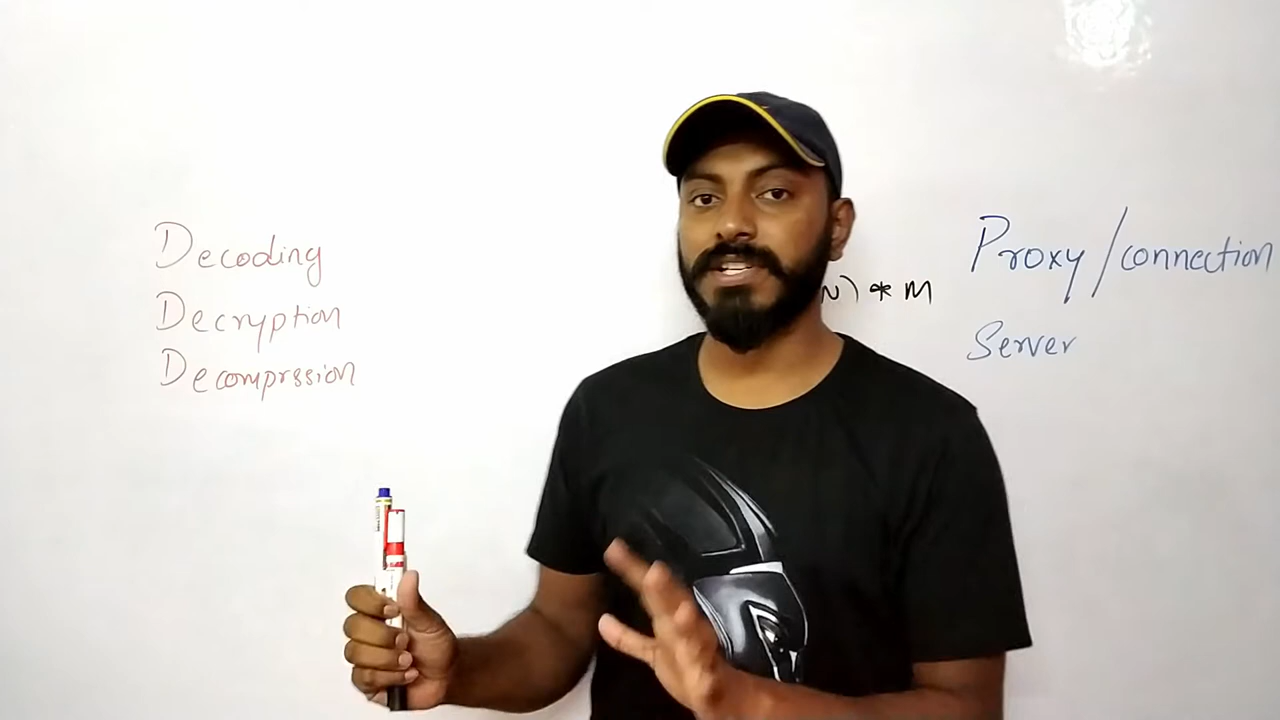 Decoding
Decryption
Decomprssion
N) * M
Proxy/connection
Server